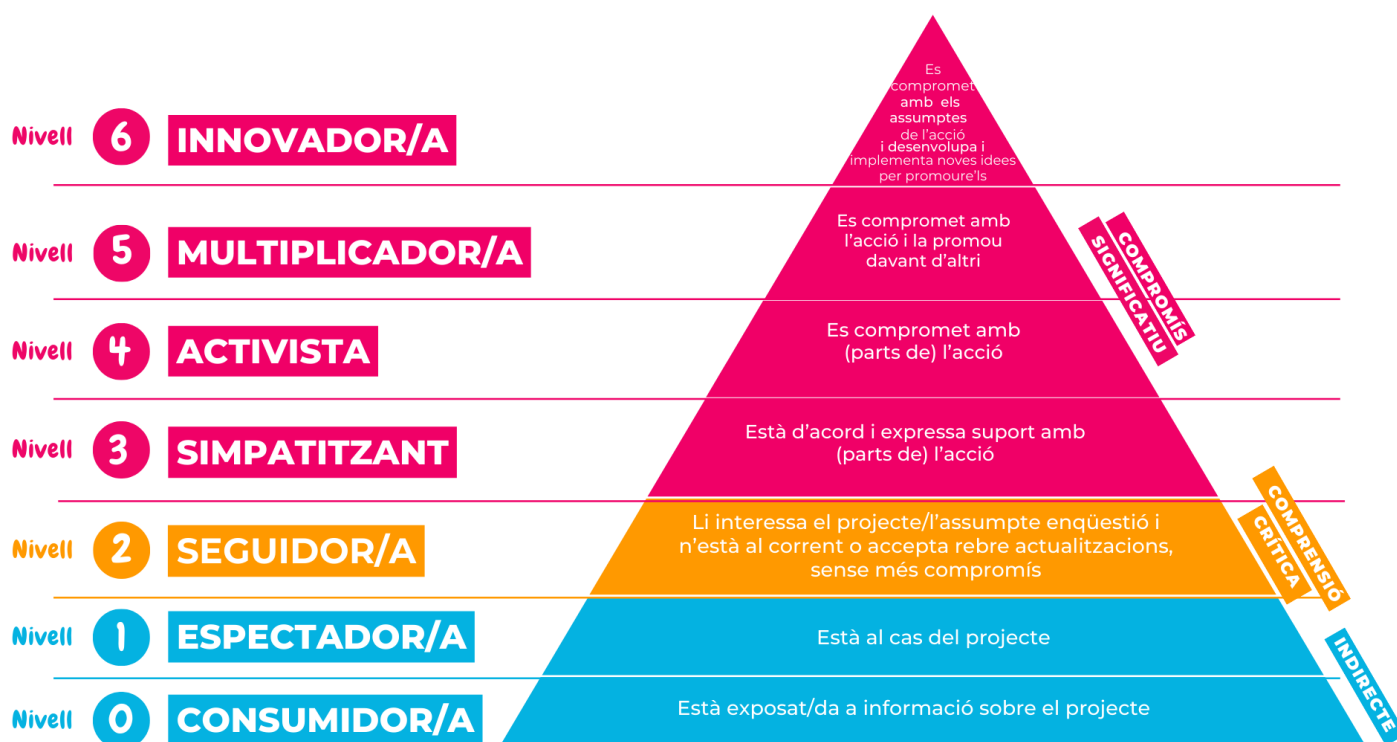 Nivell 6 INNOVADOR/A
Es
compromet
amb els
assumptes
de l'acció
i desenvolupa i
implementa noves idees
per promoure'ls
Nivell 5 MULTIPLICADOR/A
Es compromet amb
l'acció i la promou
davant d'altri
COMPROMÍS
SIGNIFICATIU
Nivell 4 ACTIVISTA
Es compromet amb
(parts de) l'acció
Nivell 3 SIMPATITZANT
Està d'acord i expressa suport amb
(parts de) l'acció
Nivell 2 SEGUIDOR/A
Li interessa el projecte/l'assumpte enqüestió i
n'està al corrent o accepta rebre actualitzacions,
sense més compromís
COMPRENSIÓ
CRÍTICA
Nivell 1 ESPECTADOR/A
Està al cas del projecte
INDIRECTE
Nivell 0 CONSUMIDOR/A
Està exposat/da a informació sobre el projecte